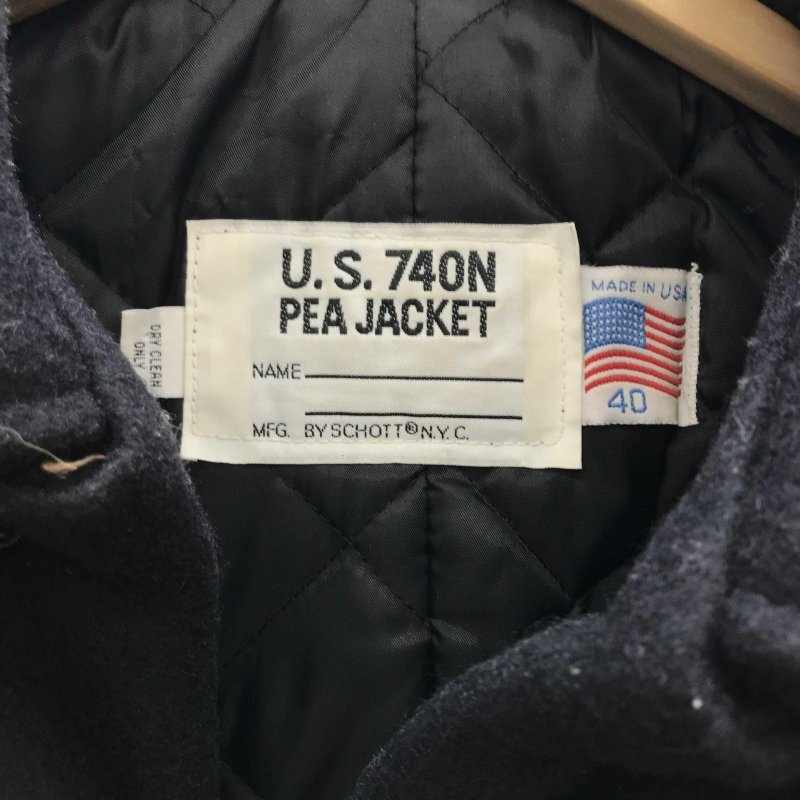 U.S. 740N
PEA JACKET
NAME
MFG. BY SCHOTT® N.Y.C.
DRY CLEAN
ONLY
MADE IN USA
40